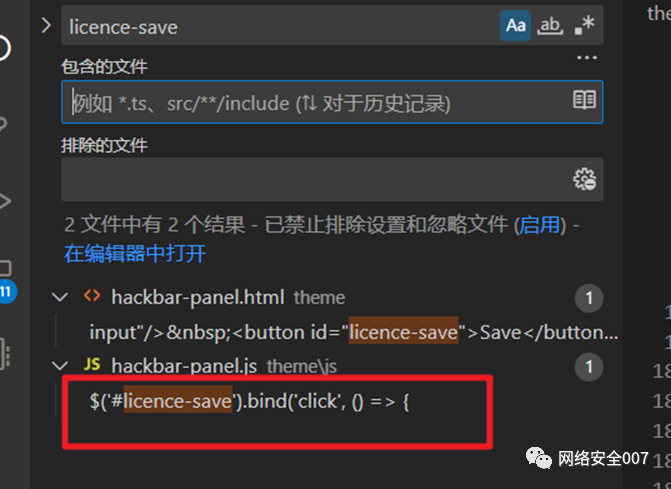 the
licence-save
Aa ab .*
包含的文件
例如 *.ts、src/**/include (⇅ 对于历史记录)
排除的文件
2 文件中有 2 个结果 - 已禁止排除设置和忽略文件 (启用) -
在编辑器中打开
11
<> hackbar-panel.html theme 1
input"/>&nbsp;<button id="licence-save">Save</button...
JS hackbar-panel.js theme\js 1
$('#licence-save').bind('click', () => {
网络安全007